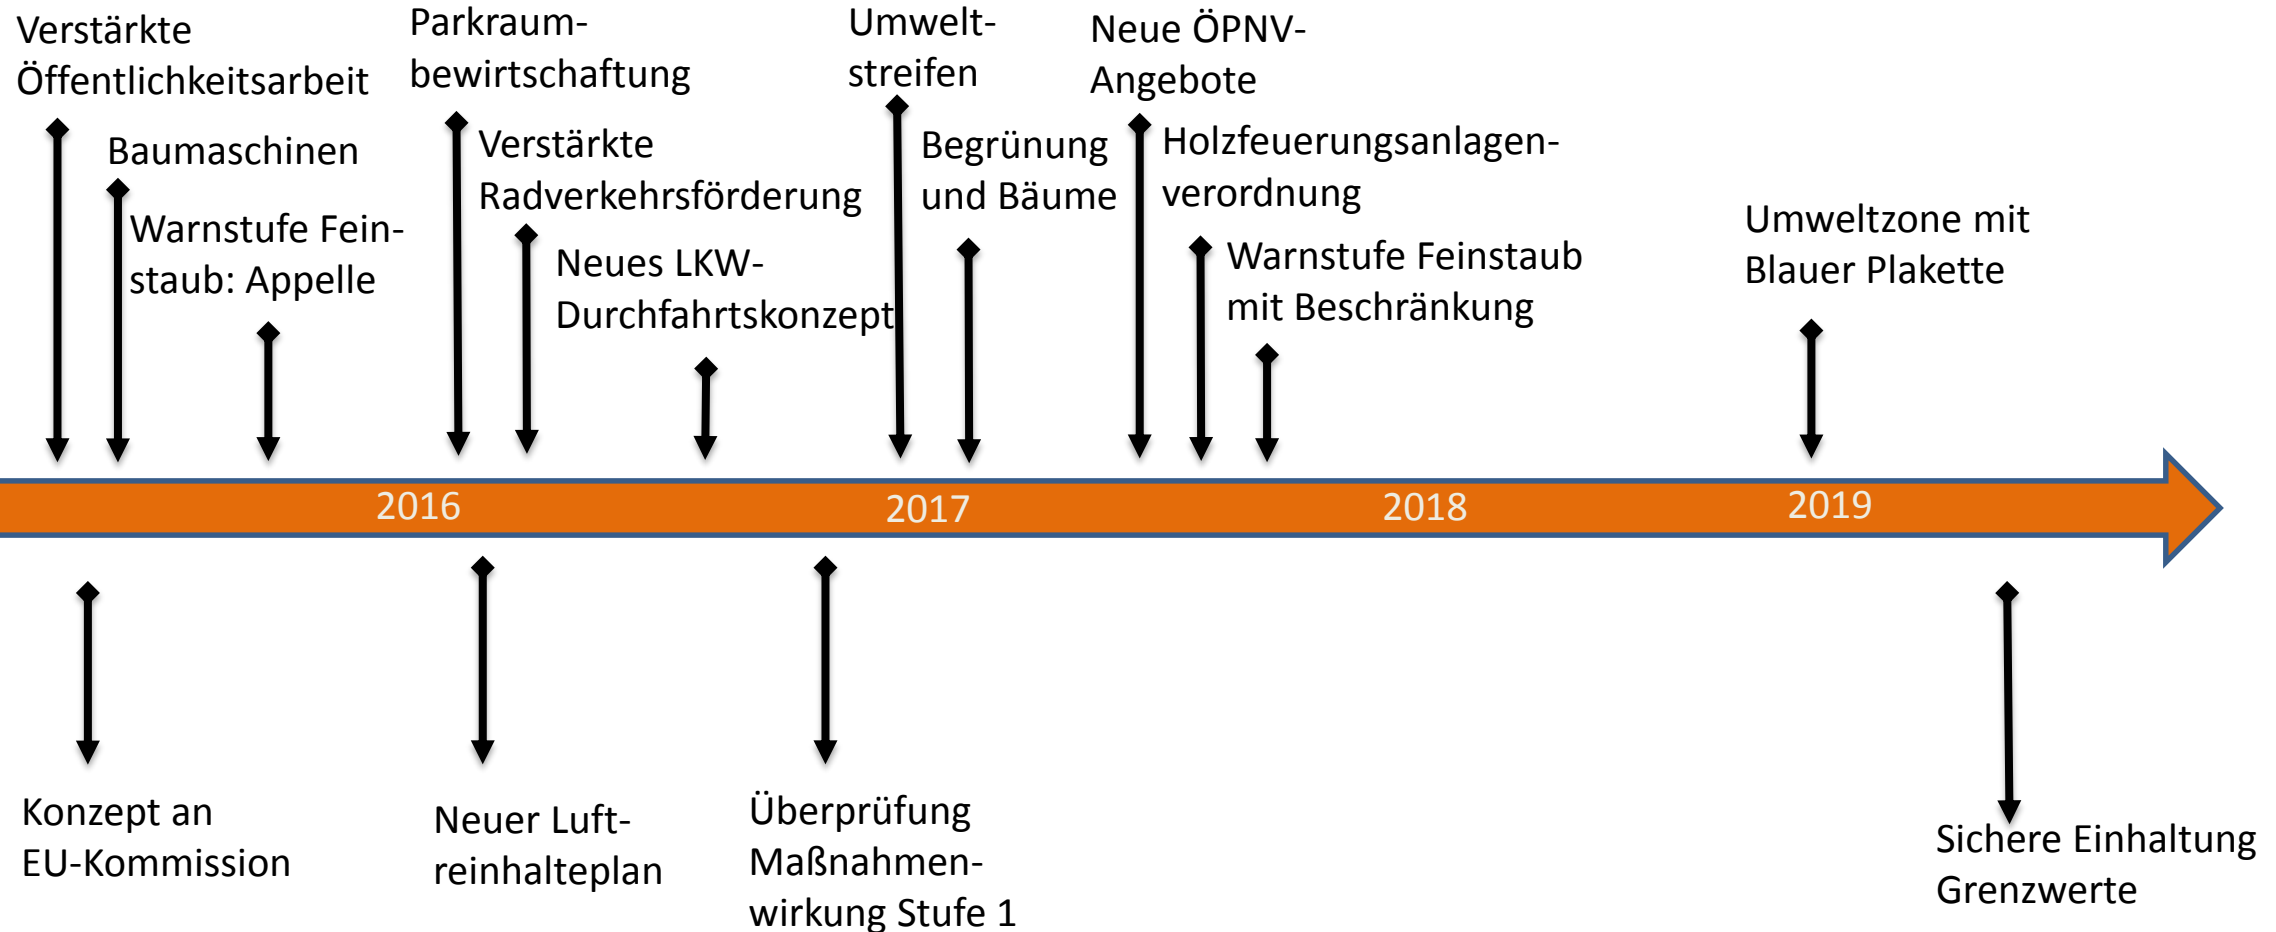 Verstärkte
Öffentlichkeitsarbeit
Baumaschinen
Warnstufe Fein-
staub: Appelle
Parkraum-
bewirtschaftung
Verstärkte
Radverkehrsförderung
Neues LKW-
Durchfahrtskonzept
Umwelt-
streifen
Begrünung
und Bäume
Neue ÖPNV-
Angebote
Holzfeuerungsanlagen-
verordnung
Warnstufe Feinstaub
mit Beschränkung
Umweltzone mit
Blauer Plakette
2016
2017
2018
2019
Konzept an
EU-Kommission
Neuer Luft-
reinhalteplan
Überprüfung
Maßnahmen-
wirkung Stufe 1
Sichere Einhaltung
Grenzwerte